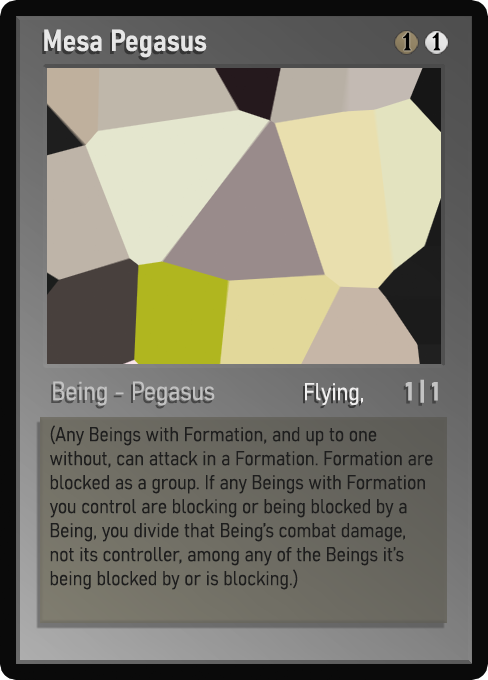 Mesa Pegasus 1 1
Being - Pegasus Flying, 1|1
(Any Beings with Formation, and up to one
without, can attack in a Formation. Formation are
blocked as a group. If any Beings with Formation
you control are blocking or being blocked by a
Being, you divide that Being's combat damage,
not its controller, among any of the Beings it's
being blocked by or is blocking.)